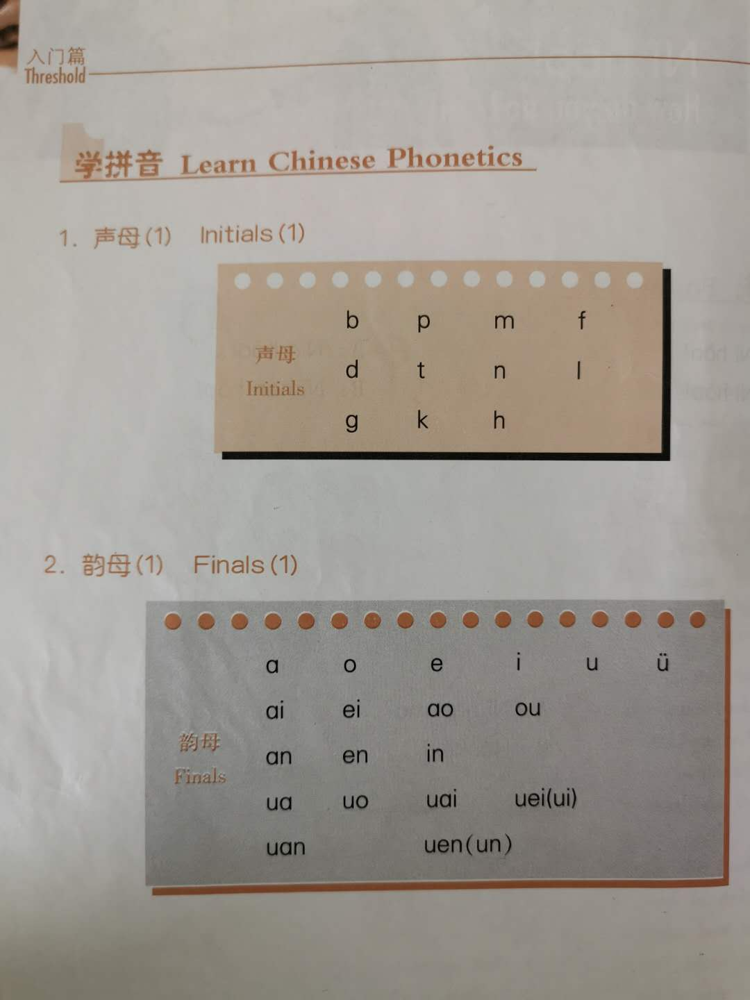 入门篇
Threshold
学拼音 Learn Chinese Phonetics
1. 声母(1) Initials(1)
b p m f
声母
d t n l
Initials
g k h
2. 韵母(1) Finals(1)
a o e i u ü
ai ei ao ou
韵母
an en in
Finals
ua uo uai uei(ui)
uan uen(un)